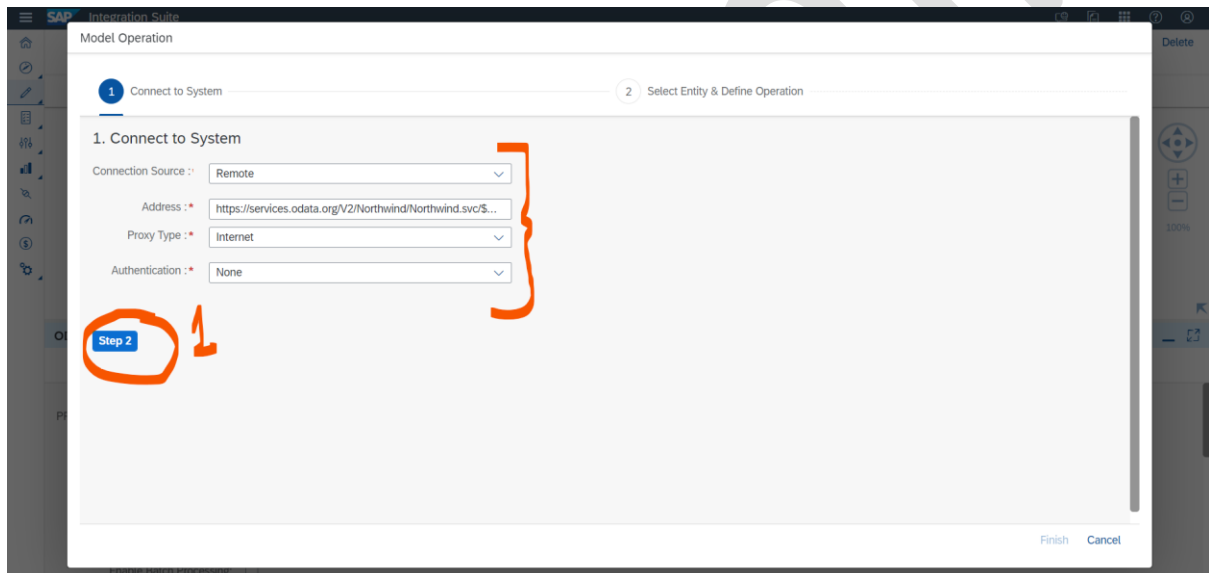 SAP Integration Suite
Model Operation
Delete
1 Connect to System
2 Select Entity & Define Operation
1. Connect to System
Connection Source :
Remote
Address :*
https://services.odata.org/V2/Northwind/Northwind.svc/$...
Proxy Type :*
Internet
100%
Authentication :*
None
Step 2
1
Finish
Cancel
Enable Batch Processing: